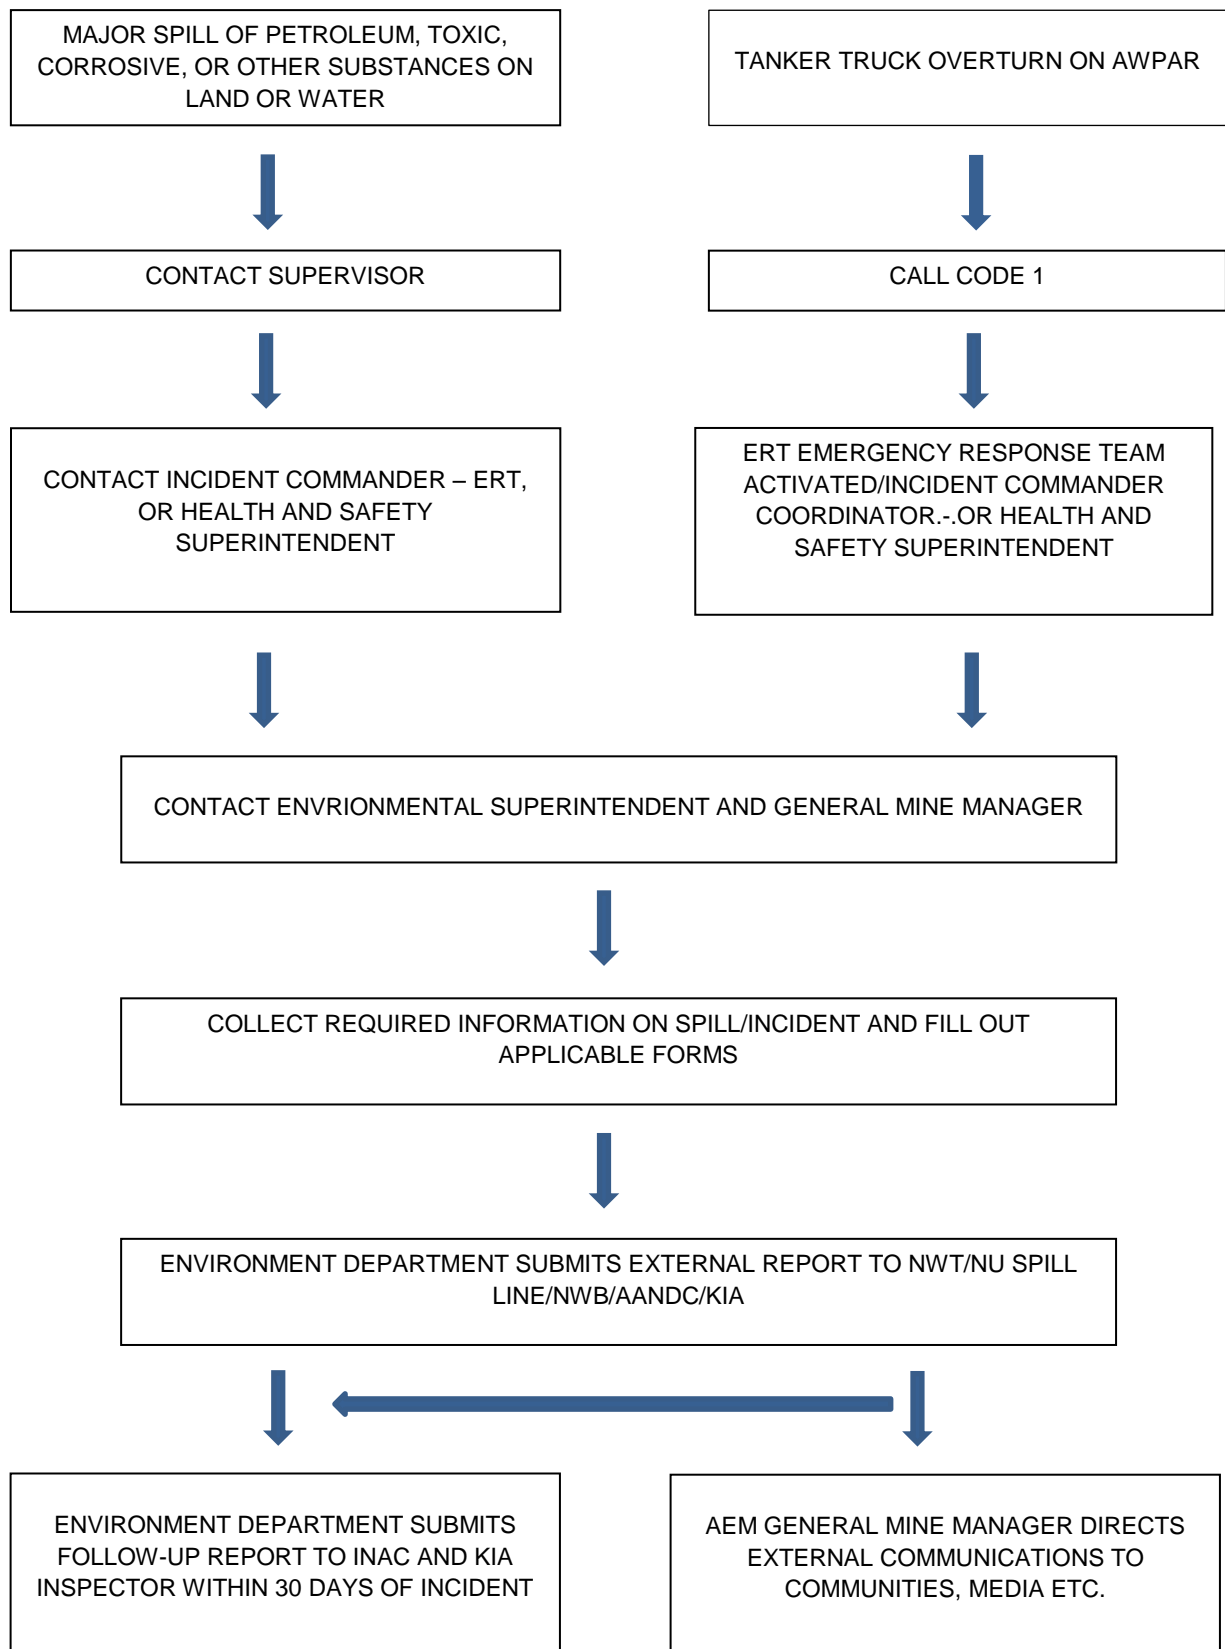 MAJOR SPILL OF PETROLEUM, TOXIC,
CORROSIVE, OR OTHER SUBSTANCES ON
LAND OR WATER
TANKER TRUCK OVERTURN ON AWPAR
CONTACT SUPERVISOR
CALL CODE 1
CONTACT INCIDENT COMMANDER – ERT,
OR HEALTH AND SAFETY
SUPERINTENDENT
ERT EMERGENCY RESPONSE TEAM
ACTIVATED/INCIDENT COMMANDER
COORDINATOR.-.OR HEALTH AND
SAFETY SUPERINTENDENT
CONTACT ENVRIONMENTAL SUPERINTENDENT AND GENERAL MINE MANAGER
COLLECT REQUIRED INFORMATION ON SPILL/INCIDENT AND FILL OUT
APPLICABLE FORMS
ENVIRONMENT DEPARTMENT SUBMITS EXTERNAL REPORT TO NWT/NU SPILL
LINE/NWB/AANDC/KIA
ENVIRONMENT DEPARTMENT SUBMITS
FOLLOW-UP REPORT TO INAC AND KIA
INSPECTOR WITHIN 30 DAYS OF INCIDENT
AEM GENERAL MINE MANAGER DIRECTS
EXTERNAL COMMUNICATIONS TO
COMMUNITIES, MEDIA ETC.